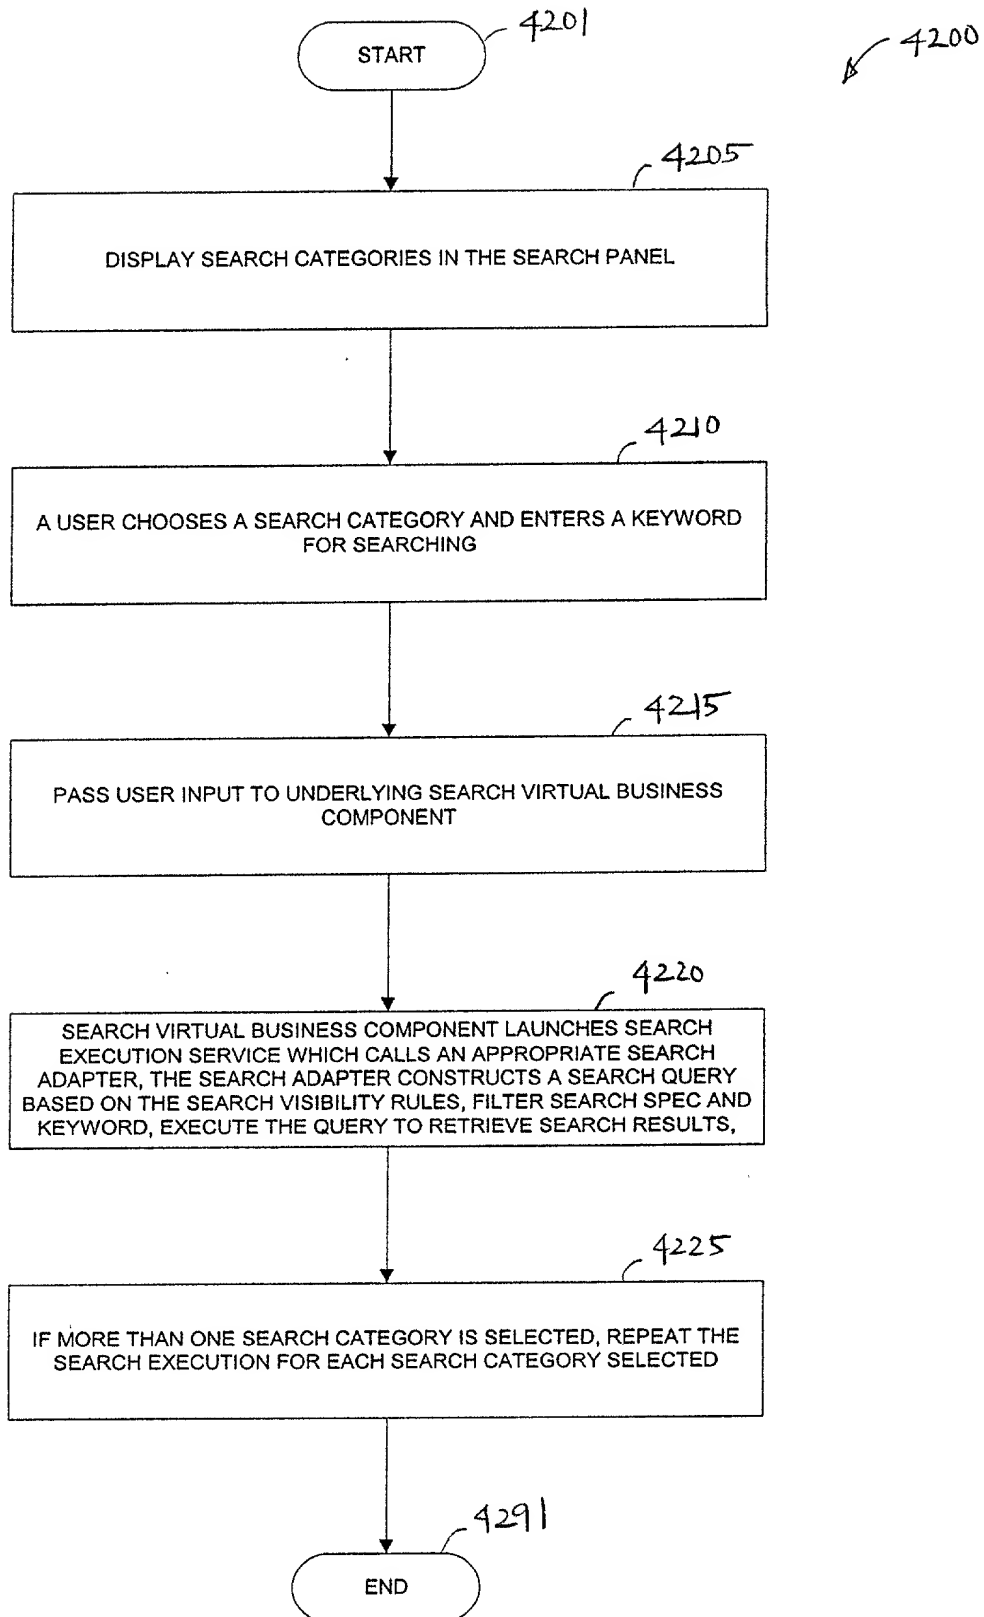 4201
START
4200
4205
DISPLAY SEARCH CATEGORIES IN THE SEARCH PANEL
4210
A USER CHOOSES A SEARCH CATEGORY AND ENTERS A KEYWORD
FOR SEARCHING
4215
PASS USER INPUT TO UNDERLYING SEARCH VIRTUAL BUSINESS
COMPONENT
4220
SEARCH VIRTUAL BUSINESS COMPONENT LAUNCHES SEARCH
EXECUTION SERVICE WHICH CALLS AN APPROPRIATE SEARCH
ADAPTER, THE SEARCH ADAPTER CONSTRUCTS A SEARCH QUERY
BASED ON THE SEARCH VISIBILITY RULES, FILTER SEARCH SPEC AND
KEYWORD, EXECUTE THE QUERY TO RETRIEVE SEARCH RESULTS,
4225
IF MORE THAN ONE SEARCH CATEGORY IS SELECTED, REPEAT THE
SEARCH EXECUTION FOR EACH SEARCH CATEGORY SELECTED
4291
END